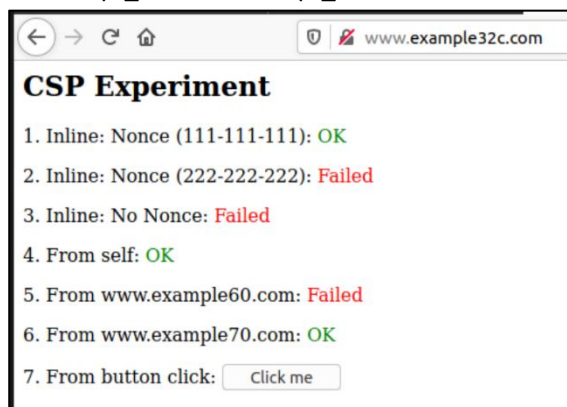 www.example32c.com
CSP Experiment
1. Inline: Nonce (111-111-111): OK
2. Inline: Nonce (222-222-222): Failed
3. Inline: No Nonce: Failed
4. From self: OK
5. From www.example60.com: Failed
6. From www.example70.com: OK
7. From button click: Click me